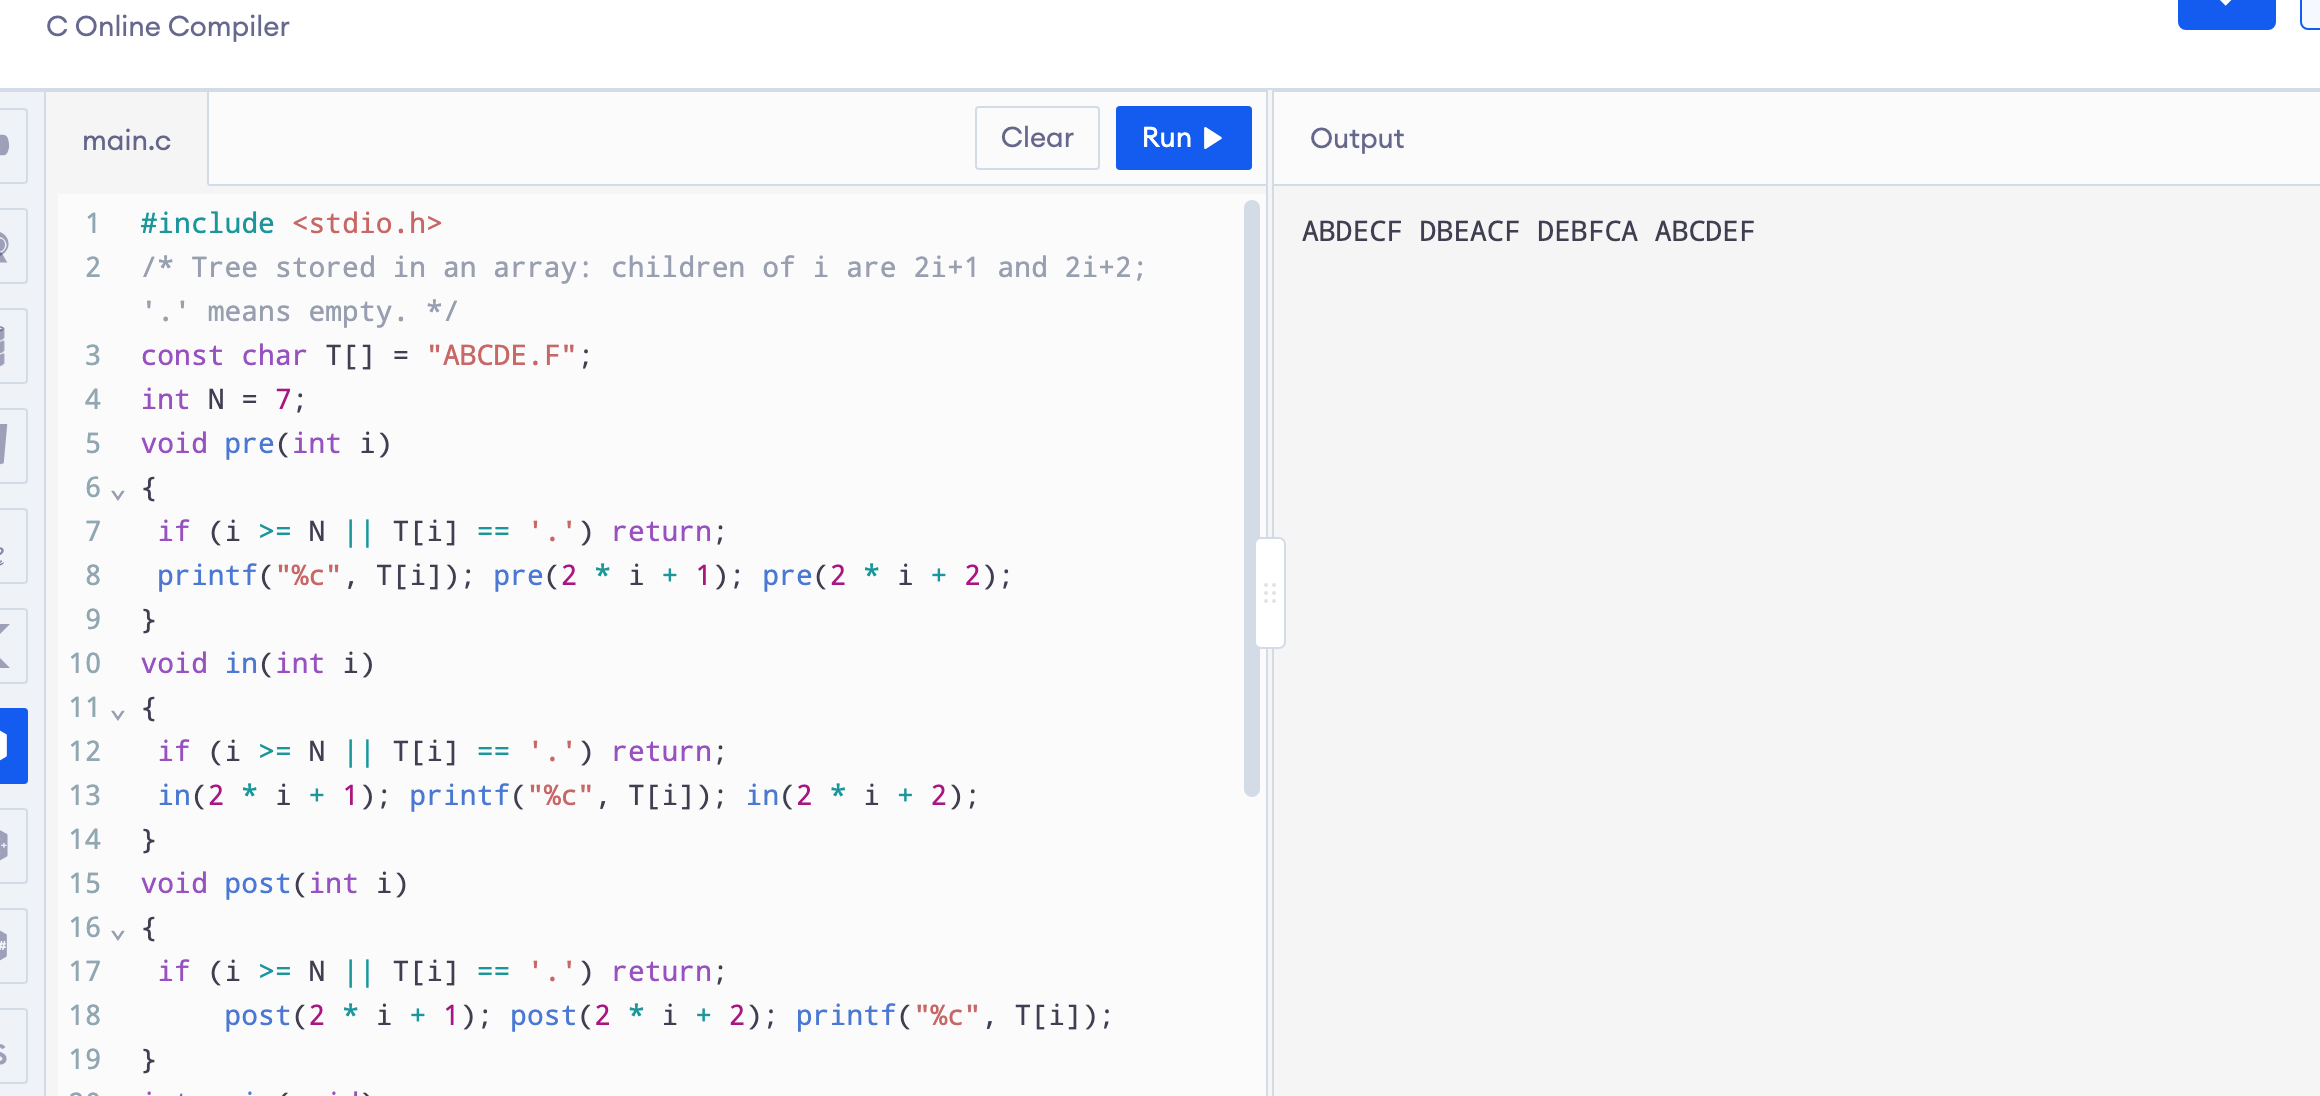 C Online Compiler
main.c
Clear
Run
Output
1 #include <stdio.h>
2 /* Tree stored in an array: children of i are 2i+1 and 2i+2;
'.' means empty. */
3 const char T[] = "ABCDE.F";
4 int N = 7;
5 void pre(int i)
6 {
7 if (i >= N || T[i] == '.') return;
8 printf("%c", T[i]); pre(2 * i + 1); pre(2 * i + 2);
9 }
10 void in(int i)
11 {
12 if (i >= N || T[i] == '.') return;
13 in(2 * i + 1); printf("%c", T[i]); in(2 * i + 2);
14 }
15 void post(int i)
16 {
17 if (i >= N || T[i] == '.') return;
18 post(2 * i + 1); post(2 * i + 2); printf("%c", T[i]);
19 }
ABDECF DBEACF DEBFCA ABCDEF